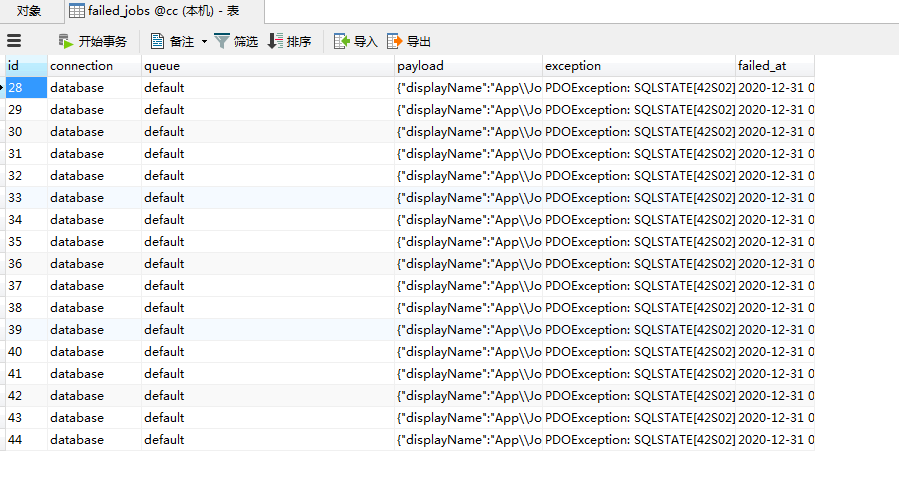 对象 failed_jobs @cc (本机) - 表
开始事务 备注 筛选 排序 导入 导出
id connection queue payload exception failed_at
28 database default {"displayName":"App\\Jo PDOException: SQLSTATE[42S02] 2020-12-31 0
29 database default {"displayName":"App\\Jo PDOException: SQLSTATE[42S02] 2020-12-31 0
30 database default {"displayName":"App\\Jo PDOException: SQLSTATE[42S02] 2020-12-31 0
31 database default {"displayName":"App\\Jo PDOException: SQLSTATE[42S02] 2020-12-31 0
32 database default {"displayName":"App\\Jo PDOException: SQLSTATE[42S02] 2020-12-31 0
33 database default {"displayName":"App\\Jo PDOException: SQLSTATE[42S02] 2020-12-31 0
34 database default {"displayName":"App\\Jo PDOException: SQLSTATE[42S02] 2020-12-31 0
35 database default {"displayName":"App\\Jo PDOException: SQLSTATE[42S02] 2020-12-31 0
36 database default {"displayName":"App\\Jo PDOException: SQLSTATE[42S02] 2020-12-31 0
37 database default {"displayName":"App\\Jo PDOException: SQLSTATE[42S02] 2020-12-31 0
38 database default {"displayName":"App\\Jo PDOException: SQLSTATE[42S02] 2020-12-31 0
39 database default {"displayName":"App\\Jo PDOException: SQLSTATE[42S02] 2020-12-31 0
40 database default {"displayName":"App\\Jo PDOException: SQLSTATE[42S02] 2020-12-31 0
41 database default {"displayName":"App\\Jo PDOException: SQLSTATE[42S02] 2020-12-31 0
42 database default {"displayName":"App\\Jo PDOException: SQLSTATE[42S02] 2020-12-31 0
43 database default {"displayName":"App\\Jo PDOException: SQLSTATE[42S02] 2020-12-31 0
44 database default {"displayName":"App\\Jo PDOException: SQLSTATE[42S02] 2020-12-31 0